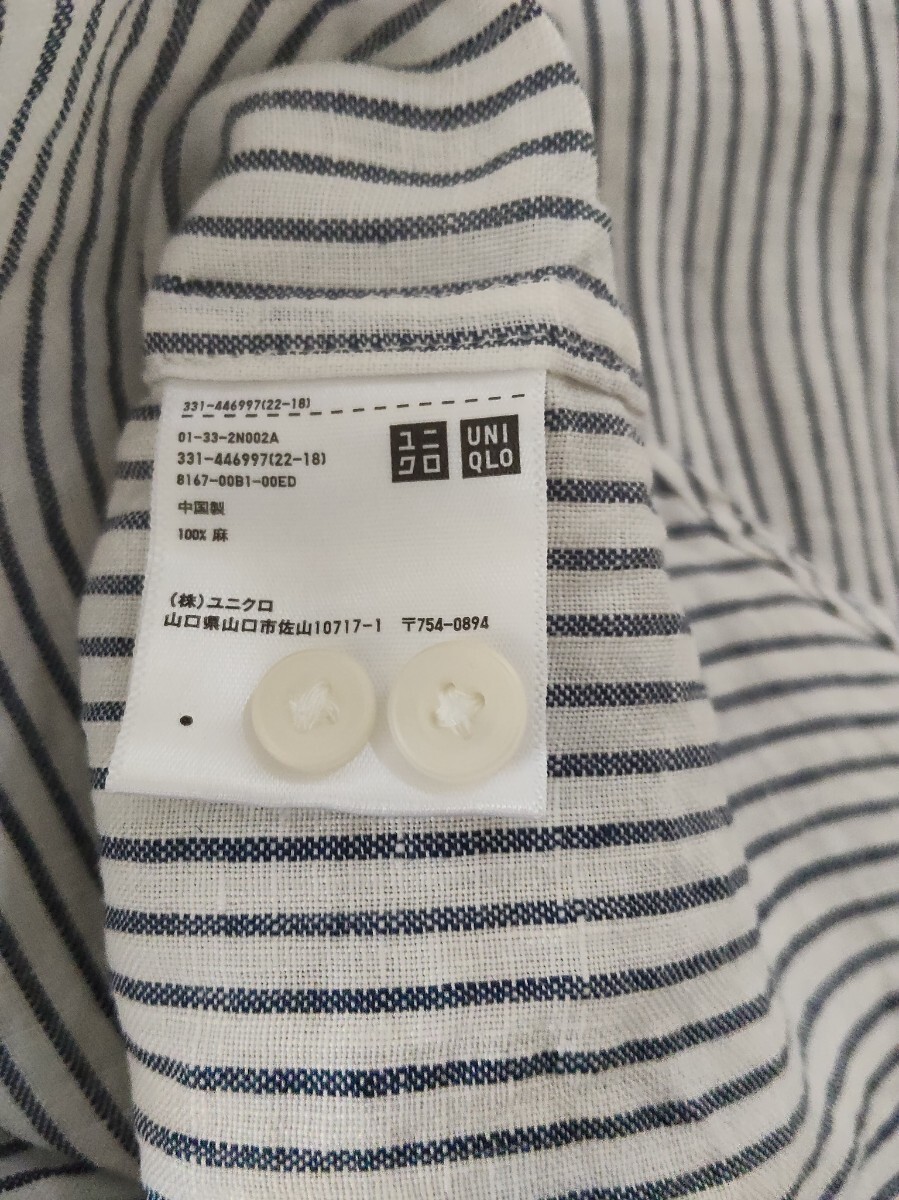 331-446997(22-18)
01-33-2N002A
331-446997(22-18)
8167-00B1-00ED
中国製
100% 麻
ユニ
クロ
UNI
QLO
(株)ユニクロ
山口県山口市佐山10717-1 〒754-0894